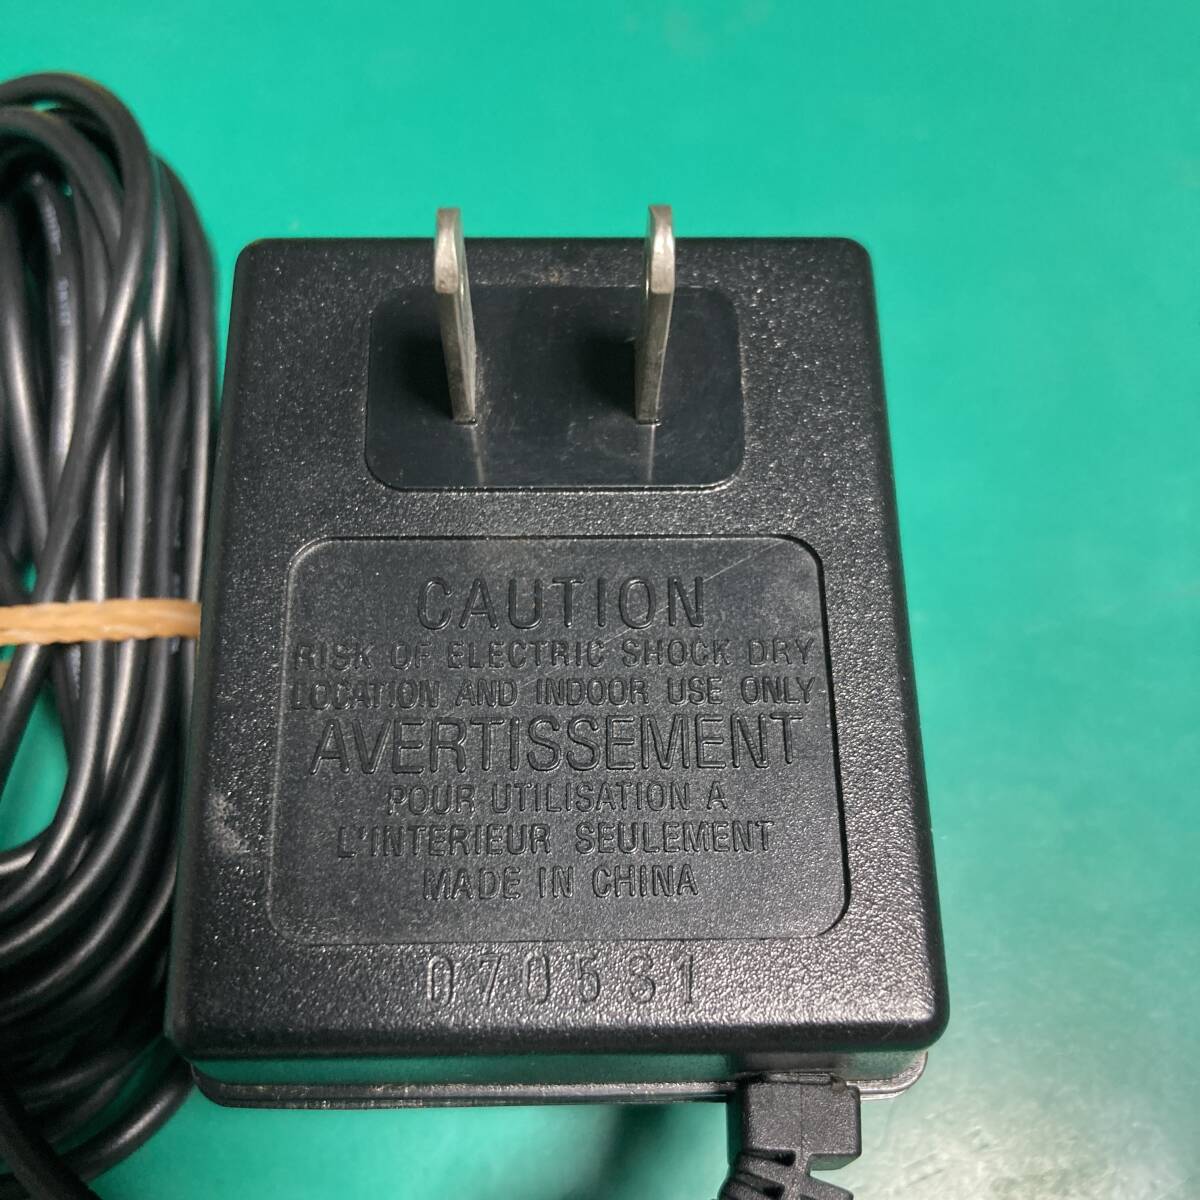 CAUTION
RISK OF ELECTRIC SHOCK DRY
LOCATION AND INDOOR USE ONLY
AVERTISSEMENT
POUR UTILISATION A
L'INTERIEUR SEULEMENT
MADE IN CHINA
070531